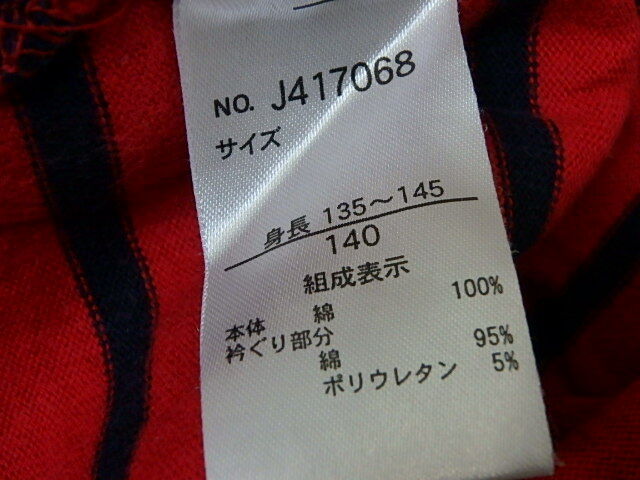 NO. J417068
サイズ
身長 135～145
140
組成表示
本体 綿 100%
衿ぐり部分
綿 95%
ポリウレタン 5%